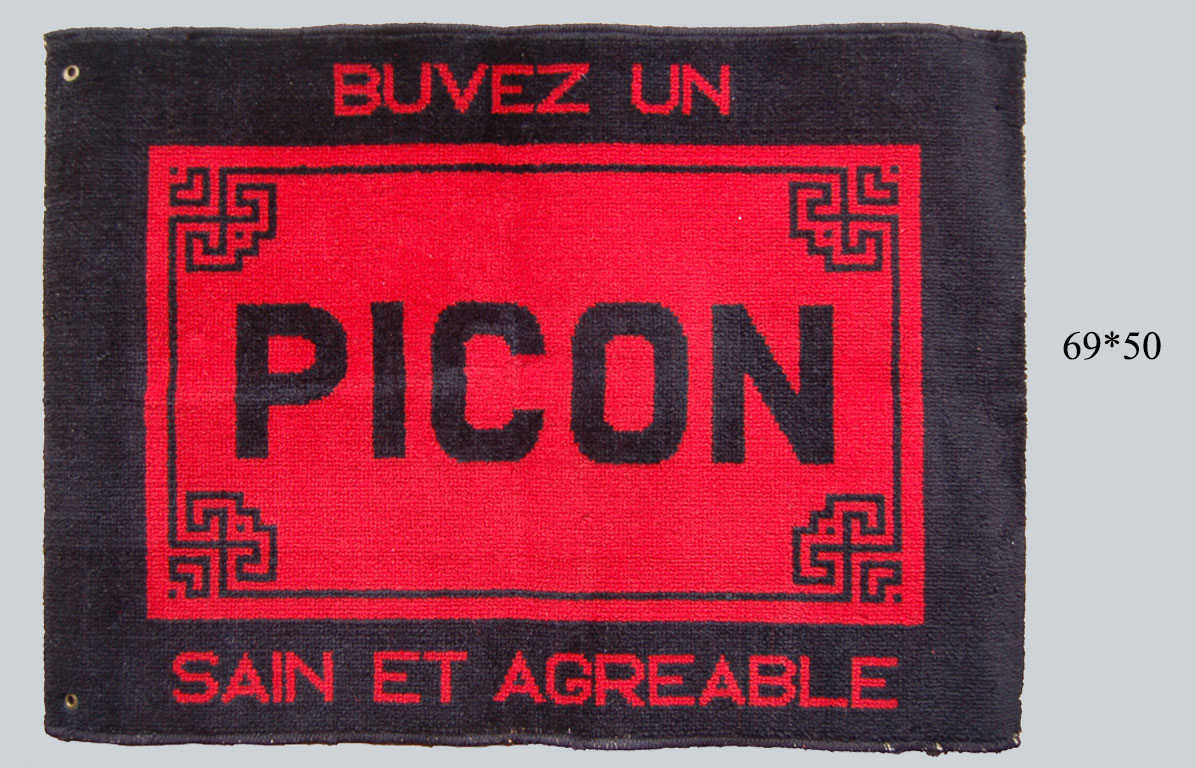 BUVEZ UN
PICON
69*50
SAIN ET AGREABLE